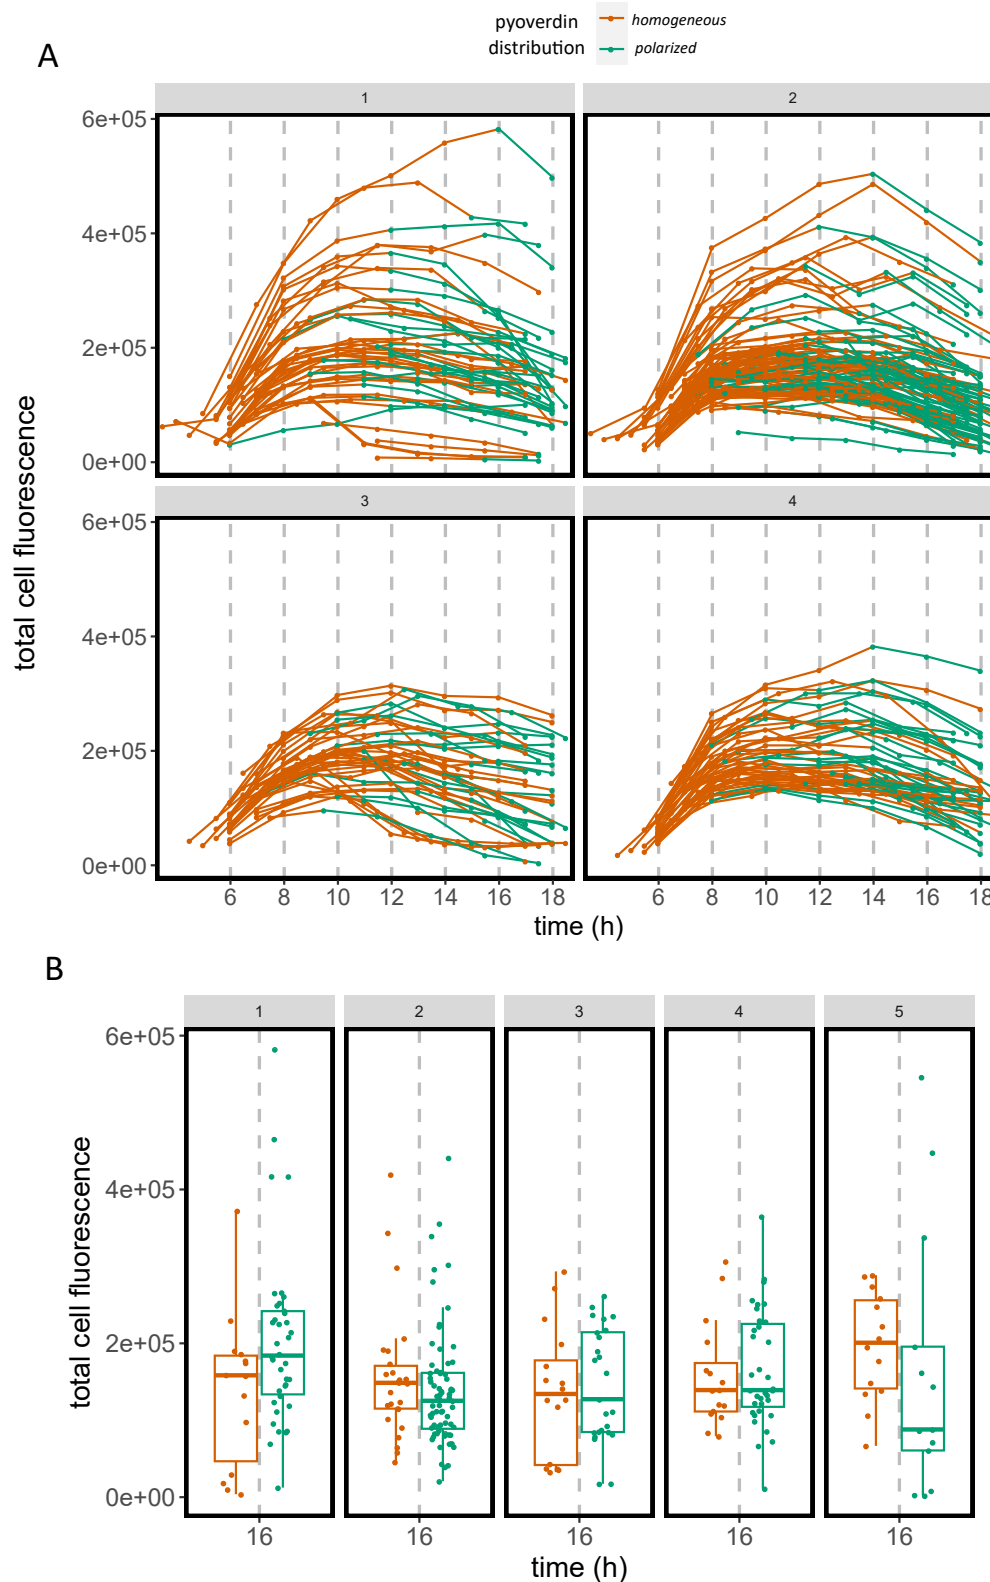 pyoverdin homogeneous
distribution polarized
A
1 2
6e+05
4e+05
2e+05
0e+00
3 4
6e+05
4e+05
2e+05
0e+00
total cell fluorescence
6 8 10 12 14 16 18 6 8 10 12 14 16 18
time (h)
B
1 2 3 4 5
6e+05
4e+05
2e+05
0e+00
total cell fluorescence
16 16 16 16 16
time (h)